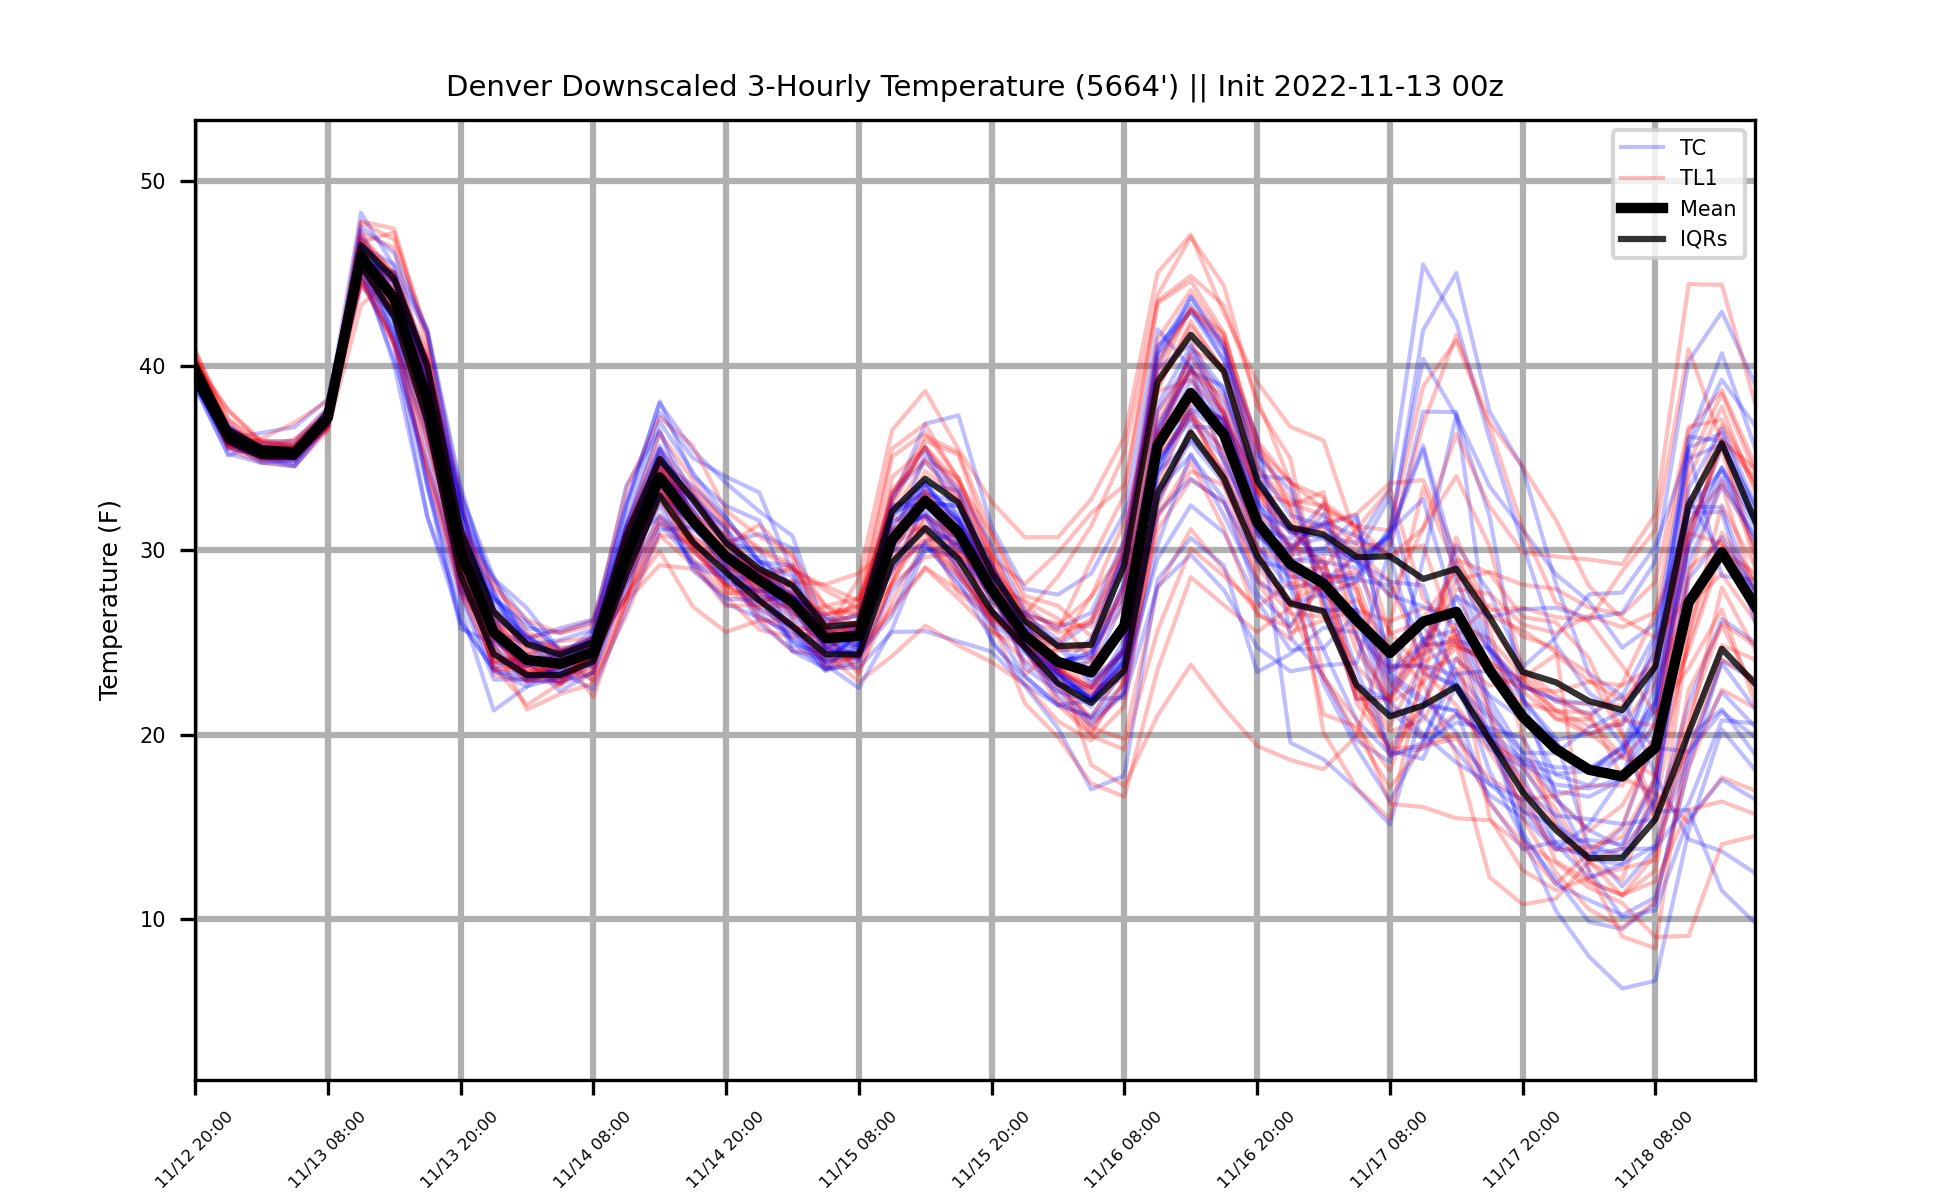 Denver Downscaled 3-Hourly Temperature (5664') || Init 2022-11-13 00z
TC
TL1
Mean
IQRs
Temperature (F)
50
40
30
20
10
11/12 20:00
11/13 08:00
11/13 20:00
11/14 08:00
11/14 20:00
11/15 08:00
11/15 20:00
11/16 08:00
11/16 20:00
11/17 08:00
11/17 20:00
11/18 08:00